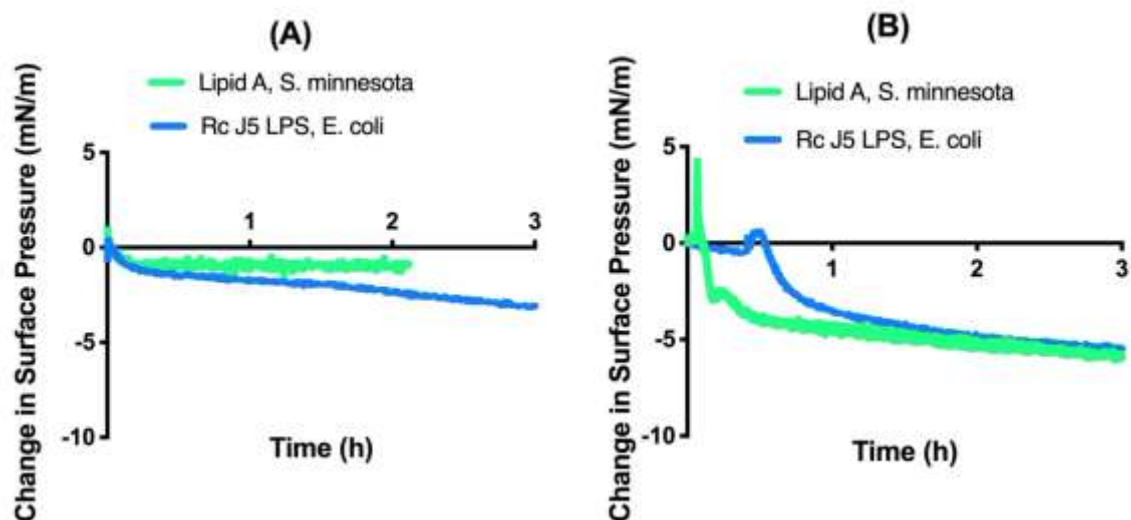 (A)
Lipid A, S. minnesota
Rc J5 LPS, E. coli
Change in Surface Pressure (mN/m)
5
0
-5
-10
1
2
3
Time (h)
(B)
Lipid A, S. minnesota
Rc J5 LPS, E. coli
Change in Surface Pressure (mN/m)
5
0
-5
-10
1
2
3
Time (h)